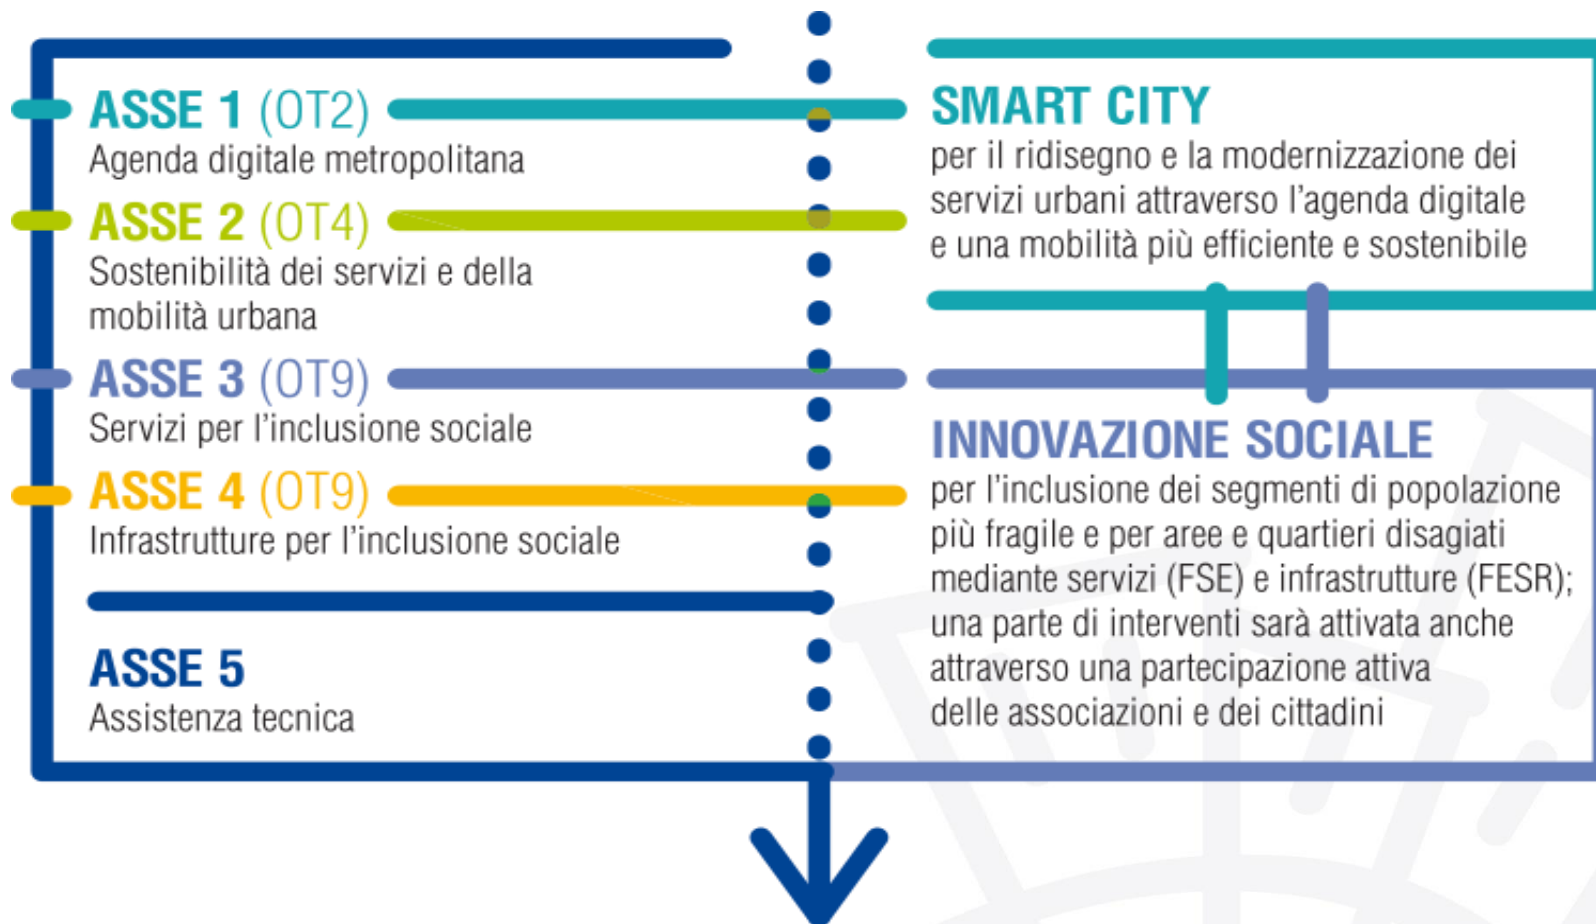 ASSE 1 (OT2)
Agenda digitale metropolitana
ASSE 2 (OT4)
Sostenibilità dei servizi e della
mobilità urbana
ASSE 3 (OT9)
Servizi per l'inclusione sociale
ASSE 4 (OT9)
Infrastrutture per l'inclusione sociale
ASSE 5
Assistenza tecnica
SMART CITY
per il ridisegno e la modernizzazione dei
servizi urbani attraverso l'agenda digitale
e una mobilità più efficiente e sostenibile
INNOVAZIONE SOCIALE
per l'inclusione dei segmenti di popolazione
più fragile e per aree e quartieri disagiati
mediante servizi (FSE) e infrastrutture (FESR);
una parte di interventi sarà attivata anche
attraverso una partecipazione attiva
delle associazioni e dei cittadini